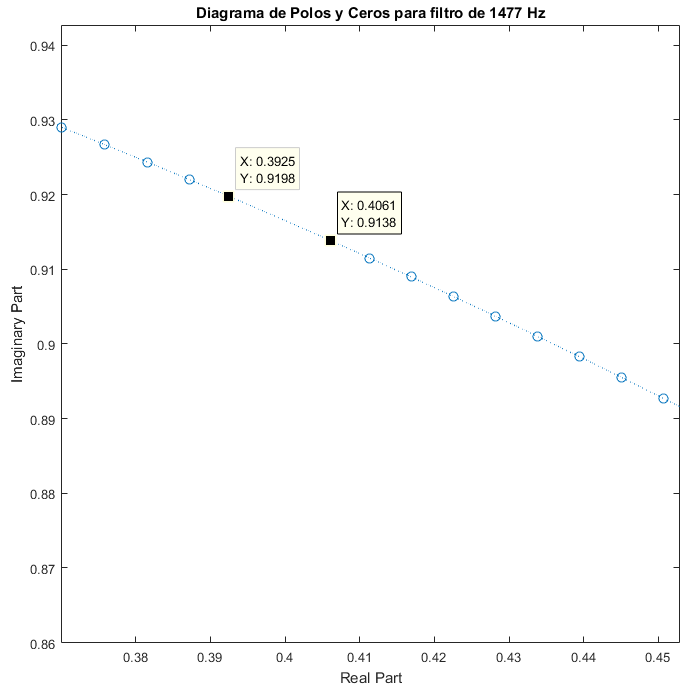 Diagrama de Polos y Ceros para filtro de 1477 Hz
0.94
0.93
0.92
0.91
0.9
0.89
0.88
0.87
0.86
Imaginary Part
X: 0.3925
Y: 0.9198
X: 0.4061
Y: 0.9138
0.38
0.39
0.4
0.41
0.42
0.43
0.44
0.45
Real Part